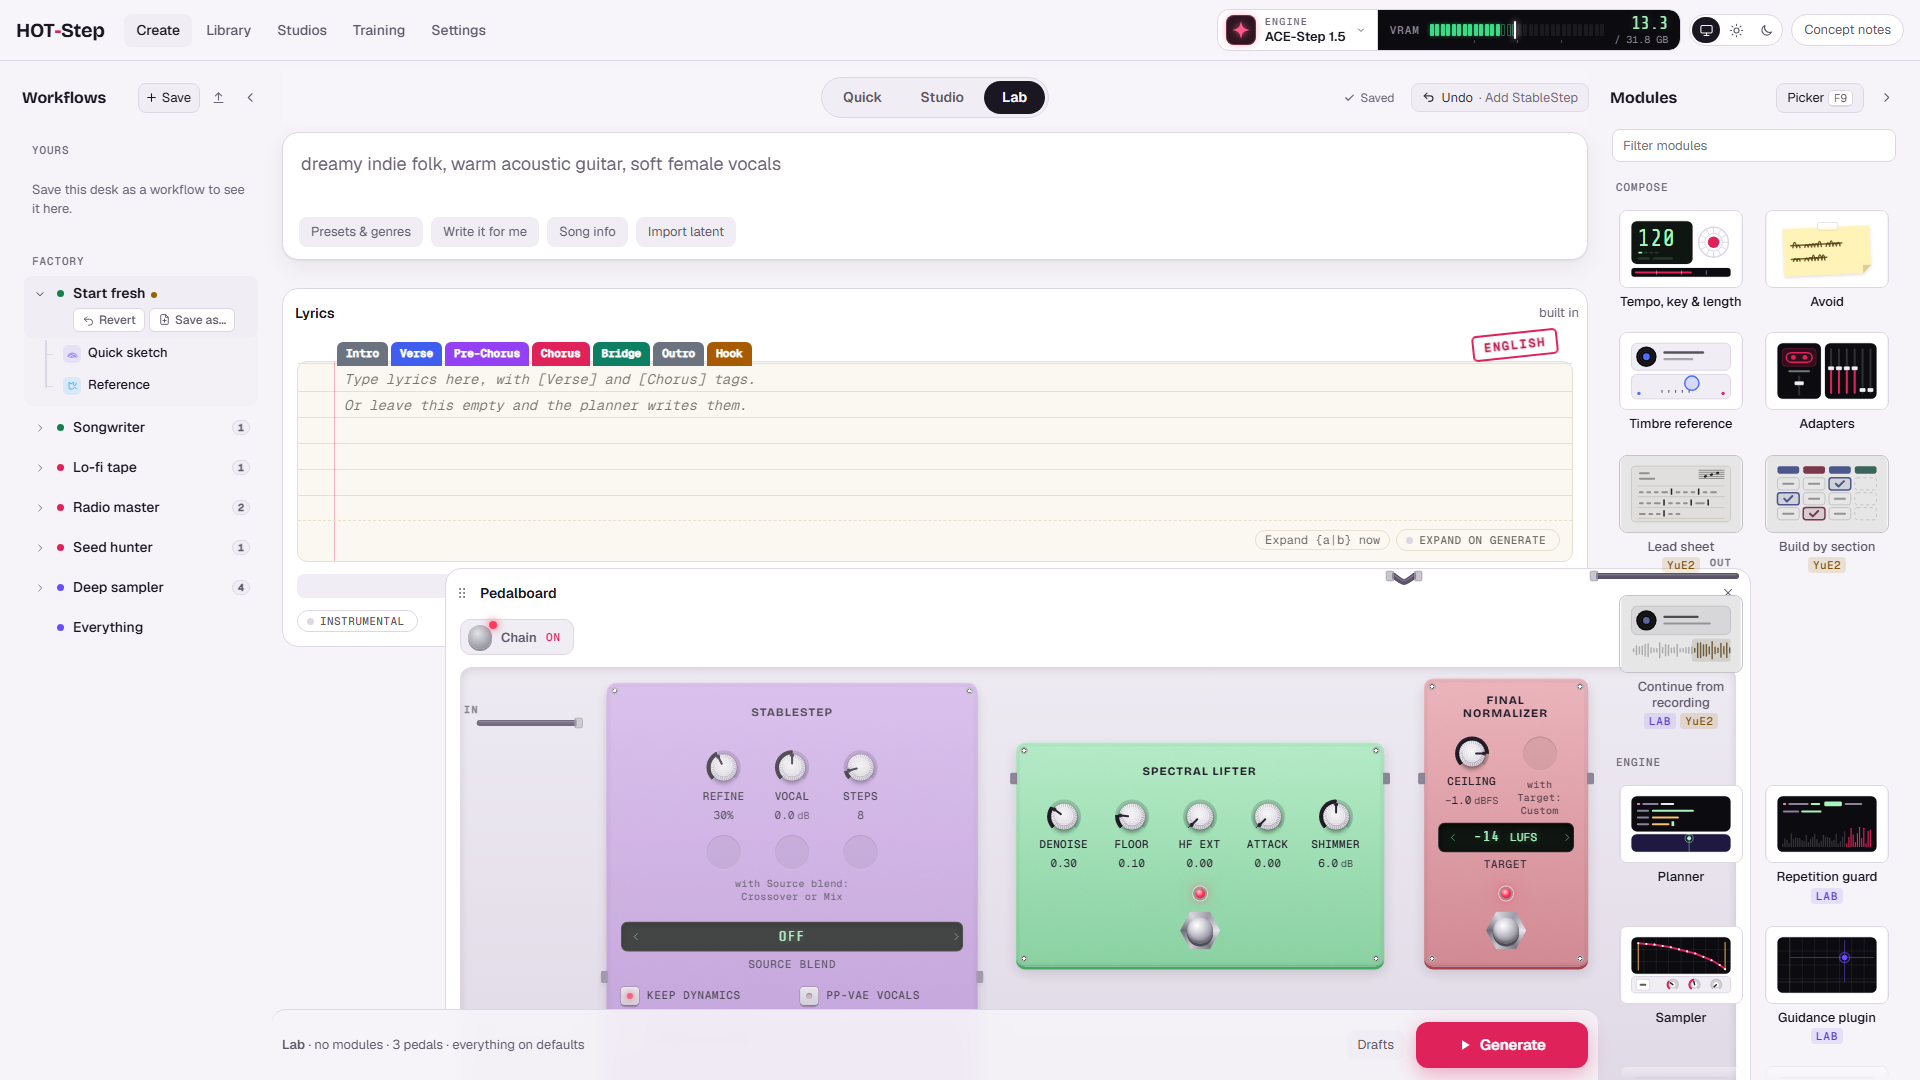 HOT-Step
Create
Library
Studios
Training
Settings
ENGINE
ACE-Step 1.5
VRAM
13.3
/ 31.8 GB
Concept notes
Workflows
+ Save
Quick
Studio
Lab
Saved
Undo · Add StableStep
Modules
Picker F9
YOURS
Save this desk as a workflow to see
it here.
FACTORY
Start fresh
Revert
Save as...
Quick sketch
Reference
Songwriter 1
Lo-fi tape 1
Radio master 2
Seed hunter 1
Deep sampler 4
Everything
dreamy indie folk, warm acoustic guitar, soft female vocals
Presets & genres
Write it for me
Song info
Import latent
Lyrics
built in
Intro
Verse
Pre-Chorus
Chorus
Bridge
Outro
Hook
ENGLISH
Type lyrics here, with [Verse] and [Chorus] tags.
Or leave this empty and the planner writes them.
Expand {a|b} now
EXPAND ON GENERATE
INSTRUMENTAL
Pedalboard
Chain ON
IN
OUT
STABLESTEP
REFINE
30%
VOCAL
0.0 dB
STEPS
8
with Source blend:
Crossover or Mix
OFF
SOURCE BLEND
KEEP DYNAMICS
PP-VAE VOCALS
SPECTRAL LIFTER
DENOISE
0.30
FLOOR
0.10
HF EXT
0.00
ATTACK
0.00
SHIMMER
6.0 dB
FINAL
NORMALIZER
CEILING
-1.0 dBFS
with
Target:
Custom
-14 LUFS
TARGET
Filter modules
COMPOSE
120
Tempo, key & length
Avoid
Timbre reference
Adapters
Lead sheet
YuE2
Build by section
YuE2
Continue from
recording
LAB YuE2
ENGINE
Planner
Repetition guard
LAB
Sampler
Guidance plugin
LAB
Lab · no modules · 3 pedals · everything on defaults
Drafts
Generate